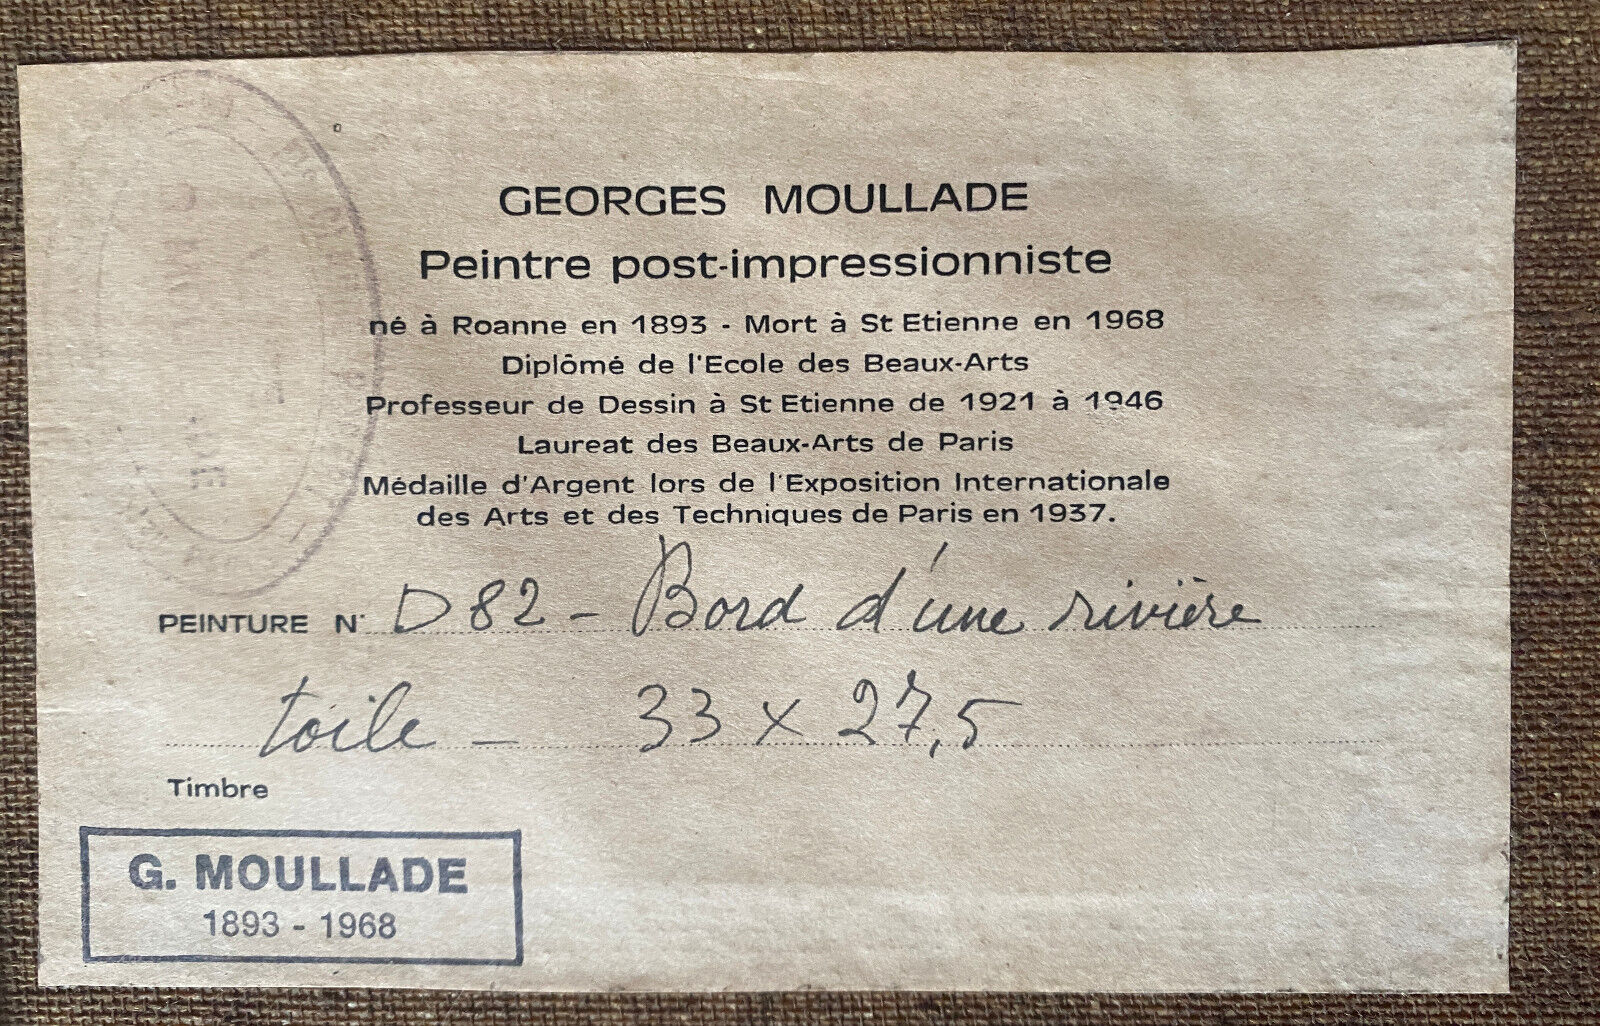 GEORGES MOULLADE
Peintre post-impressionniste
né à Roanne en 1893 - Mort à St Etienne en 1968
Diplômé de l'Ecole des Beaux-Arts
Professeur de Dessin à St Etienne de 1921 à 1946
Laureat des Beaux-Arts de Paris
Médaille d'Argent lors de l'Exposition Internationale
des Arts et des Techniques de Paris en 1937.
PEINTURE N° D82 - Bord d'une rivière
toile - 33 x 27,5
Timbre
G. MOULLADE
1893 - 1968